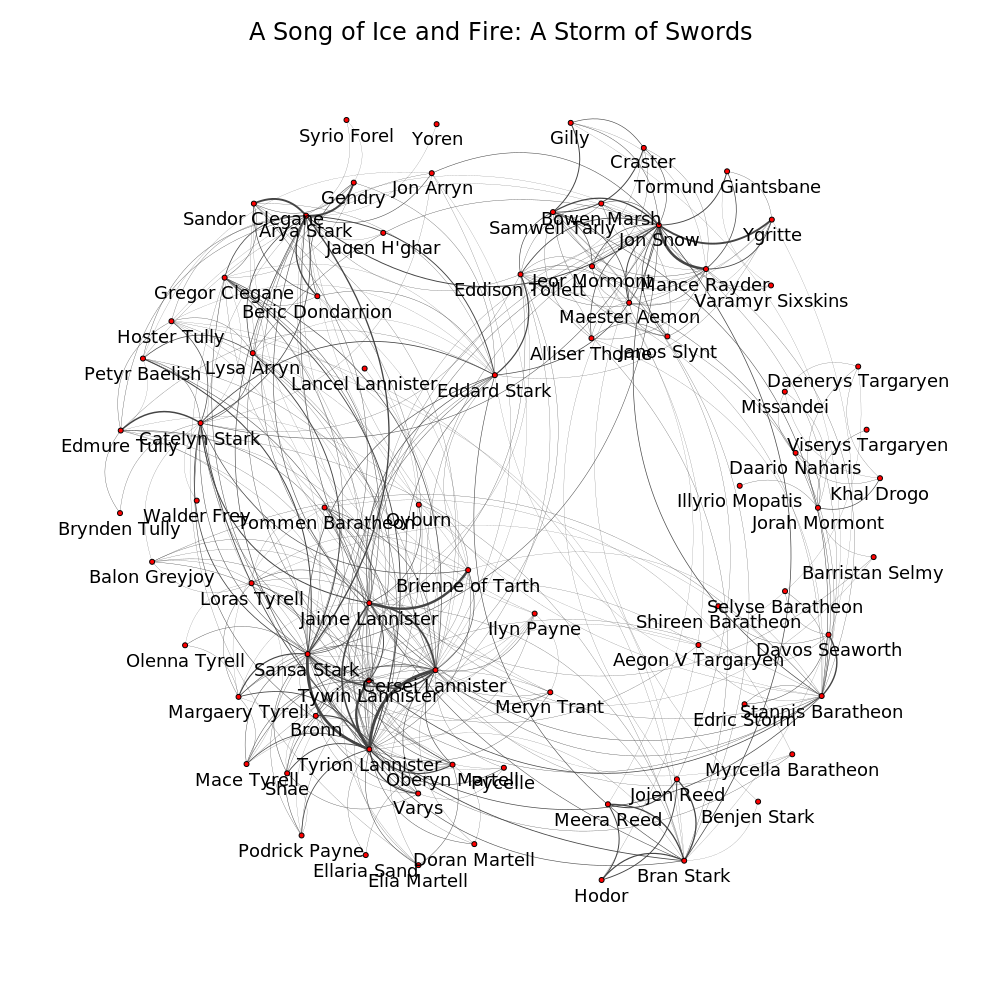 A Song of Ice and Fire: A Storm of Swords
Syrio Forel
Yoren
Gilly
Craster
Jon Arryn
Tormund Giantsbane
Gendry
Sandor Clegane
Arya Stark
Bowen Marsh
Samwell Tarly
Jon Snow
Ygritte
Jaqen H'ghar
Gregor Clegane
Beric Dondarrion
Eddison Tollett
Jeor Mormont
Mance Rayder
Varamyr Sixskins
Maester Aemon
Hoster Tully
Alliser Thorne
Janos Slynt
Petyr Baelish
Lysa Arryn
Lancel Lannister
Eddard Stark
Daenerys Targaryen
Missandei
Edmure Tully
Catelyn Stark
Viserys Targaryen
Daario Naharis
Illyrio Mopatis
Khal Drogo
Brynden Tully
Walder Frey
Tommen Baratheon
Qyburn
Jorah Mormont
Balon Greyjoy
Loras Tyrell
Brienne of Tarth
Barristan Selmy
Jaime Lannister
Ilyn Payne
Selyse Baratheon
Shireen Baratheon
Olenna Tyrell
Sansa Stark
Aegon V Targaryen
Davos Seaworth
Tywin Lannister
Cersei Lannister
Margaery Tyrell
Bronn
Meryn Trant
Edric Storm
Stannis Baratheon
Mace Tyrell
Shae
Tyrion Lannister
Oberyn Martell
Pycelle
Myrcella Baratheon
Varys
Meera Reed
Jojen Reed
Benjen Stark
Podrick Payne
Ellaria Sand
Elia Martell
Doran Martell
Hodor
Bran Stark